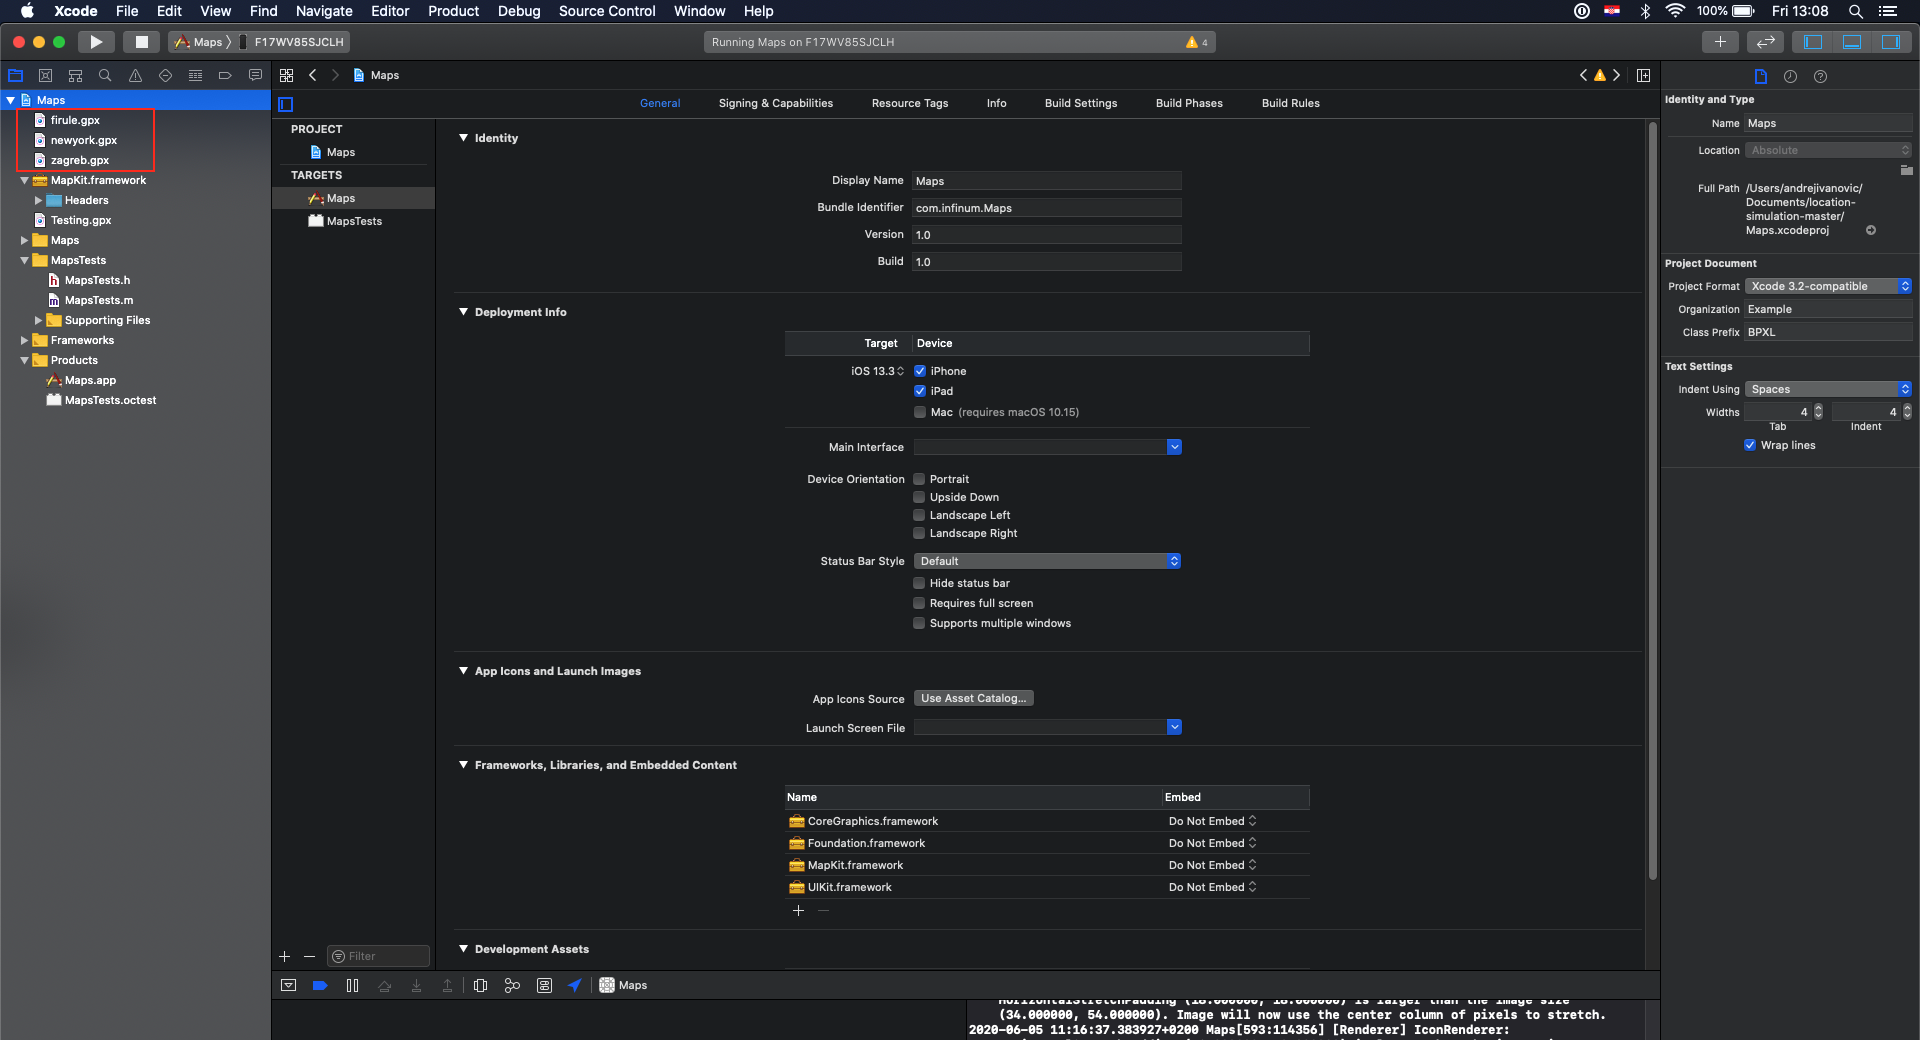 Xcode File Edit View Find Navigate Editor Product Debug Source Control Window Help 100% Fri 13:08
Maps F17WV85SJCLH Running Maps on F17WV85SJCLH 4
Maps
firule.gpx
newyork.gpx
zagreb.gpx
MapKit.framework
Headers
Testing.gpx
Maps
MapsTests
MapsTests.h
MapsTests.m
Supporting Files
Frameworks
Products
Maps.app
MapsTests.octest
Maps
General Signing & Capabilities Resource Tags Info Build Settings Build Phases Build Rules
PROJECT
Maps
TARGETS
Maps
MapsTests
Filter
Identity
Display Name Maps
Bundle Identifier com.infinum.Maps
Version 1.0
Build 1.0
Deployment Info
Target Device
iOS 13.3 iPhone
iPad
Mac (requires macOS 10.15)
Main Interface
Device Orientation Portrait
Upside Down
Landscape Left
Landscape Right
Status Bar Style Default
Hide status bar
Requires full screen
Supports multiple windows
App Icons and Launch Images
App Icons Source Use Asset Catalog...
Launch Screen File
Frameworks, Libraries, and Embedded Content
Name Embed
CoreGraphics.framework Do Not Embed
Foundation.framework Do Not Embed
MapKit.framework Do Not Embed
UIKit.framework Do Not Embed
Development Assets
Maps
HorizontalStretchPadding (18.000000, 18.000000) is larger than the image size
(34.000000, 54.000000). Image will now use the center column of pixels to stretch.
2020-06-05 11:16:37.383927+0200 Maps[593:114356] [Renderer] IconRenderer:
Identity and Type
Name Maps
Location Absolute
Full Path /Users/andrejivanovic/
Documents/location-
simulation-master/
Maps.xcodeproj
Project Document
Project Format Xcode 3.2-compatible
Organization Example
Class Prefix BPXL
Text Settings
Indent Using Spaces
Widths 4 4
Tab Indent
Wrap lines